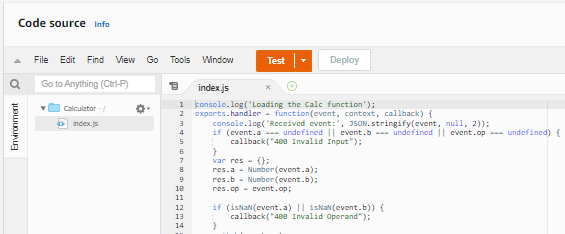 Code source Info
File Edit Find View Go Tools Window Test Deploy
Go to Anything (Ctrl-P) index.js
Environment
Calculator - /
index.js
1 console.log('Loading the Calc function');
2 exports.handler = function(event, context, callback) {
3 console.log('Received event:', JSON.stringify(event, null, 2));
4 if (event.a === undefined || event.b === undefined || event.op === undefined) {
5 callback("400 Invalid Input");
6 }
7 var res = {};
8 res.a = Number(event.a);
9 res.b = Number(event.b);
10 res.op = event.op;
11
12 if (isNaN(event.a) || isNaN(event.b)) {
13 callback("400 Invalid Operand");
14 }